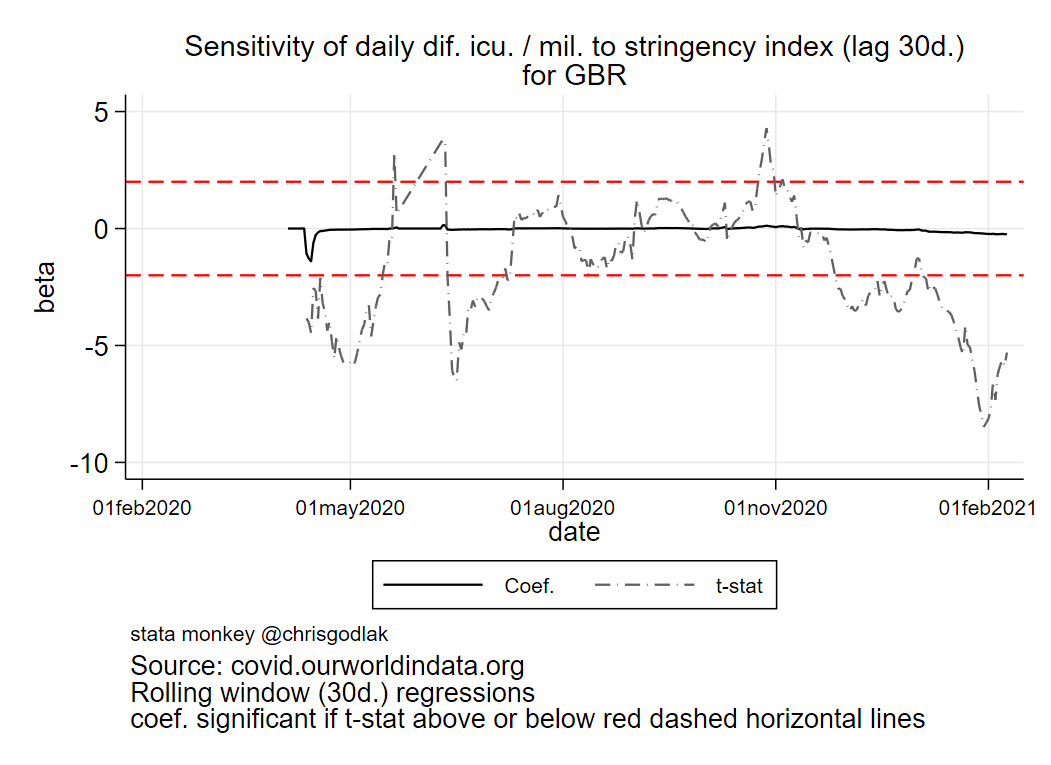 Sensitivity of daily dif. icu. / mil. to stringency index (lag 30d.)
for GBR
5
0
-5
-10
beta
01feb2020
01may2020
01aug2020
01nov2020
01feb2021
date
Coef.
t-stat
stata monkey @chrisgodlak
Source: covid.ourworldindata.org
Rolling window (30d.) regressions
coef. significant if t-stat above or below red dashed horizontal lines